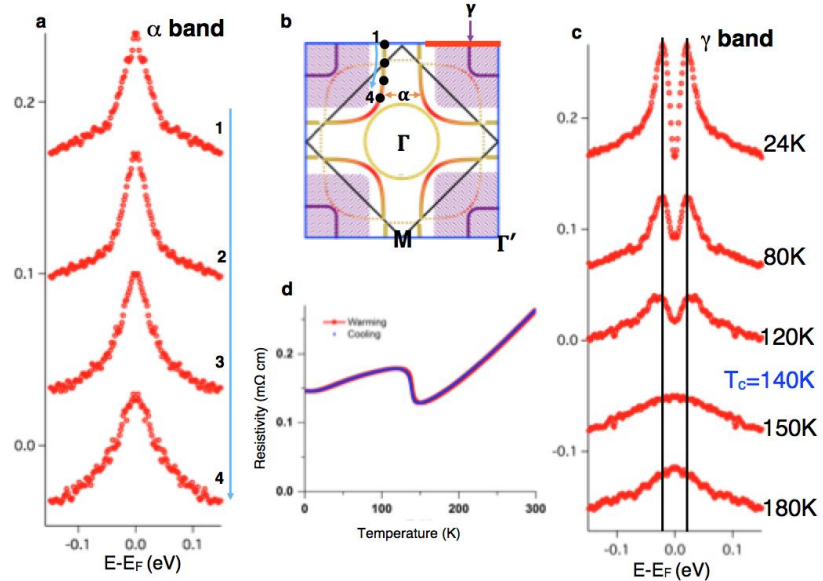 a
α band
0.2
0.1
0.0
1
2
3
4
-0.1 0.0 0.1
E-EF (eV)
b
γ
1
4
α
Γ
M
Γ′
d
Warming
Cooling
Resistivity (mΩ cm)
0.2
0.1
0.0
0 100 200 300
Temperature (K)
c
γ band
0.2
0.1
0.0
-0.1
24K
80K
120K
Tc=140K
150K
180K
-0.1 0.0 0.1
E-EF (eV)